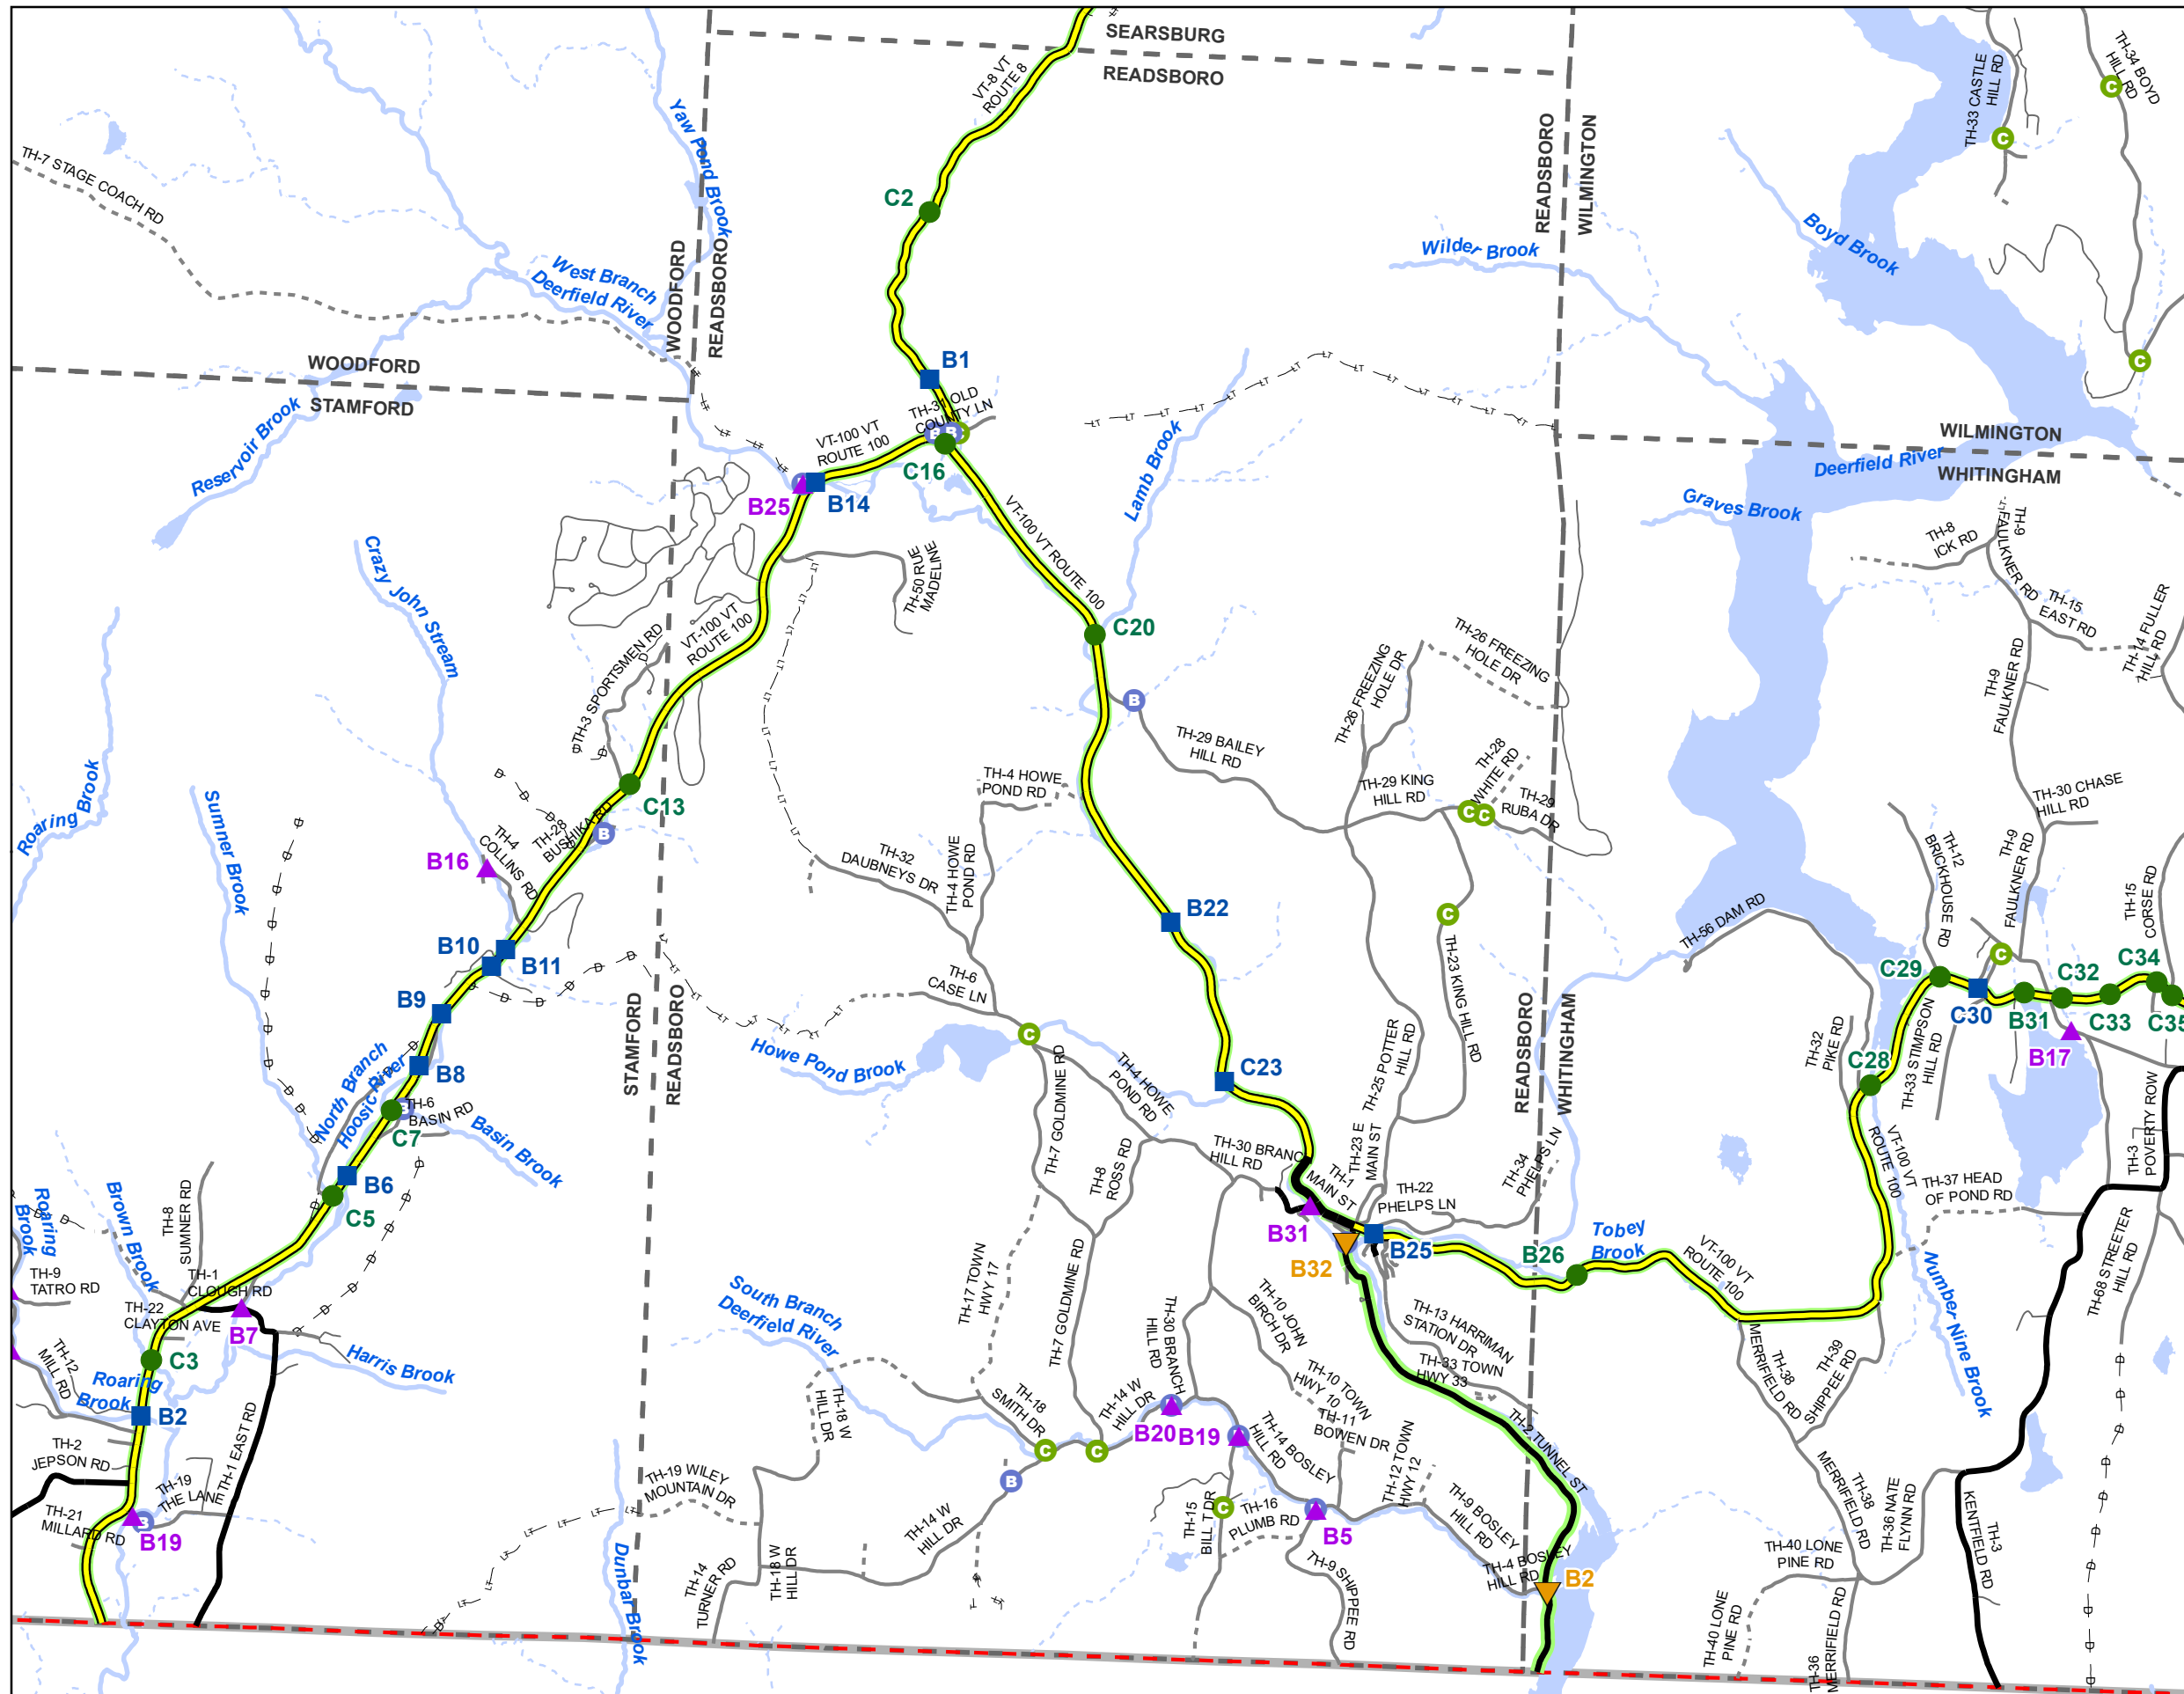 SEARSBURG
READSBORO
VT-8 VT
ROUTE 8
TH-33 CASTLE
HILL RD
TH-34 BOYD
HILL RD
C
C
Yaw Pond Brook
READSBORO
WILMINGTON
TH-7 STAGE COACH RD
C2
Wilder Brook
Boyd Brook
West Branch
Deerfield River
WOODFORD
READSBORO
WOODFORD
STAMFORD
B1
C
TH-31 OLD
COUNTY LN
VT-100 VT
ROUTE 100
B
B
C16
Reservoir Brook
Lamb Brook
WILMINGTON
WHITINGHAM
Deerfield River
Graves Brook
B25
B14
VT-100 VT ROUTE 100
TH-50 RUE
MADELINE
TH-8
ICK RD
TH-9
FAULKNER RD
TH-15
EAST RD
TH-14 FULLER
HILL RD
Crazy John Stream
C20
TH-3 SPORTSMEN RD
VT-100 VT
ROUTE 100
B
TH-26 FREEZING
HOLE DR
TH-26 FREEZING
HOLE DR
TH-9
FAULKNER RD
TH-29 BAILEY
HILL RD
TH-4 HOWE
POND RD
TH-29 KING
HILL RD
TH-28
WHITE RD
TH-29
RUBA DR
C
C
TH-30 CHASE
HILL RD
Roaring Brook
Sumner Brook
C13
TH-28
BUSHIKA RD
B
TH-4
COLLINS RD
B16
TH-32
DAUBNEYS DR
TH-4 HOWE
POND RD
TH-12
BRICKHOUSE RD
TH-9
FAULKNER RD
TH-15
CORSE RD
B22
C
TH-56 DAM RD
B10
B11
B9
TH-6
CASE LN
TH-23 KING HILL RD
C
C29
C30
B31
C32
C33
C34
C35
B17
STAMFORD
READSBORO
READSBORO
WHITINGHAM
C
Howe Pond Brook
TH-4 HOWE
POND RD
C23
TH-25 POTTER
HILL RD
TH-32
PIKE RD
C28
TH-33 STIMPSON
HILL RD
North Branch
Hoosic River
B8
TH-6
BASIN RD
C7
Basin Brook
TH-7 GOLDMINE RD
TH-8
ROSS RD
TH-30 BRANC
HILL RD
TH-1
MAIN ST
TH-23 E
MAIN ST
TH-22
PHELPS LN
TH-34
PHELPS LN
VT-100 VT
ROUTE 100
TH-37 HEAD
OF POND RD
TH-3
POVERTY ROW
B6
C5
Roaring
Brook
Brown Brook
TH-8
SUMNER RD
B31
B32
B25
B26
Tobey
Brook
VT-100 VT
ROUTE 100
Number Nine Brook
TH-68 STREETER
HILL RD
TH-9
TATRO RD
TH-1
CLOUGH RD
TH-22
CLAYTON AVE
B7
C3
Harris Brook
TH-12
MILL RD
Roaring
Brook
B2
TH-17 TOWN
HWY 17
TH-7 GOLDMINE RD
South Branch
Deerfield River
TH-30 BRANCH
HILL RD
TH-10 JOHN
BIRCH DR
TH-13 HARRIMAN
STATION DR
TH-33 TOWN
HWY 33
TH-10 TOWN
HWY 10
TH-11
BOWEN DR
TH-38
MERRIFIELD RD
TH-39
SHIPPEE RD
TH-18
SMITH DR
TH-14 W
HILL DR
TH-18 W
HILL DR
B20
B19
C
C
B
TH-14 BOSLEY
HILL RD
TH-12 TOWN
HWY 12
TH-2 TUNNEL ST
TH-2
JEPSON RD
TH-19
THE LANE
TH-1 EAST RD
TH-21
MILLARD RD
B
B19
TH-19 WILEY
MOUNTAIN DR
TH-14 W
HILL DR
TH-15
BILL T DR
C
TH-16
PLUMB RD
B5
TH-9 BOSLEY
HILL RD
TH-4 BOSLEY
HILL RD
B2
TH-38
MERRIFIELD RD
TH-36 NATE
FLYNN RD
TH-3
KENTFIELD RD
TH-40 LONE
PINE RD
Dunbar Brook
TH-14
TURNER RD
TH-18 W
HILL DR
TH-9 SHIPPEE RD
TH-40 LONE
PINE RD
TH-36
MERRIFIELD RD